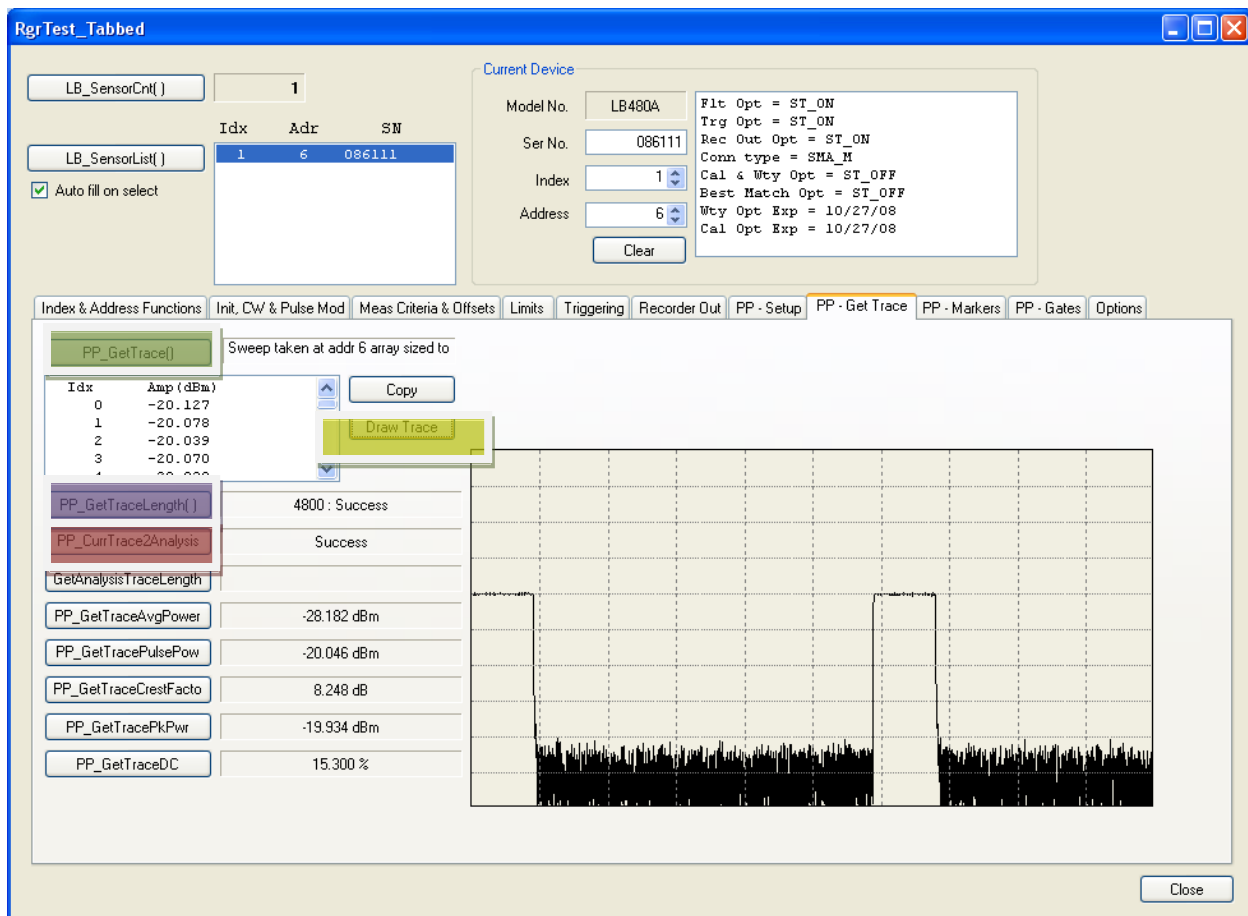 RgrTest_Tabbed
LB_SensorCnt( )
1
Idx Adr SN
LB_SensorList( )
1 6 086111
Auto fill on select
Current Device
Model No. LB480A
Ser No. 086111
Index 1
Address 6
Clear
Flt Opt = ST_ON
Trg Opt = ST_ON
Rec Out Opt = ST_ON
Conn type = SMA_M
Cal & Wty Opt = ST_OFF
Best Match Opt = ST_OFF
Wty Opt Exp = 10/27/08
Cal Opt Exp = 10/27/08
Index & Address Functions Init, CW & Pulse Mod Meas Criteria & Offsets Limits Triggering Recorder Out PP - Setup PP - Get Trace PP - Markers PP - Gates Options
PP_GetTrace() Sweep taken at addr 6 array sized to
Idx Amp(dBm)
0 -20.127
1 -20.078
2 -20.039
3 -20.070
Copy
Draw Trace
PP_GetTraceLength( ) 4800 : Success
PP_CurrTrace2Analysis Success
GetAnalysisTraceLength
PP_GetTraceAvgPower -28.182 dBm
PP_GetTracePulsePow -20.046 dBm
PP_GetTraceCrestFacto 8.248 dB
PP_GetTracePkPwr -19.934 dBm
PP_GetTraceDC 15.300 %
Close